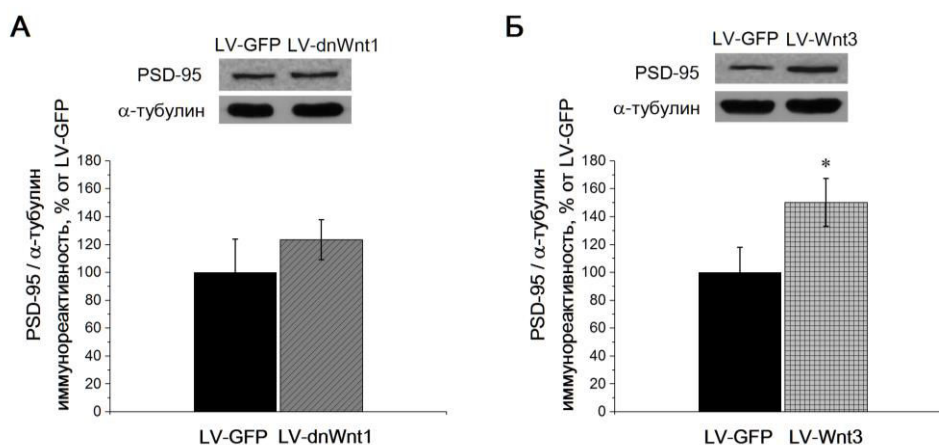 А
LV-GFP LV-dnWnt1
PSD-95
α-тубулин
PSD-95 / α-тубулин
иммунореактивность, % от LV-GFP
180
160
140
120
100
80
60
40
20
0
LV-GFP LV-dnWnt1
Б
LV-GFP LV-Wnt3
PSD-95
α-тубулин
PSD-95 / α-тубулин
иммунореактивность, % от LV-GFP
180
160
140
120
100
80
60
40
20
0
*
LV-GFP LV-Wnt3